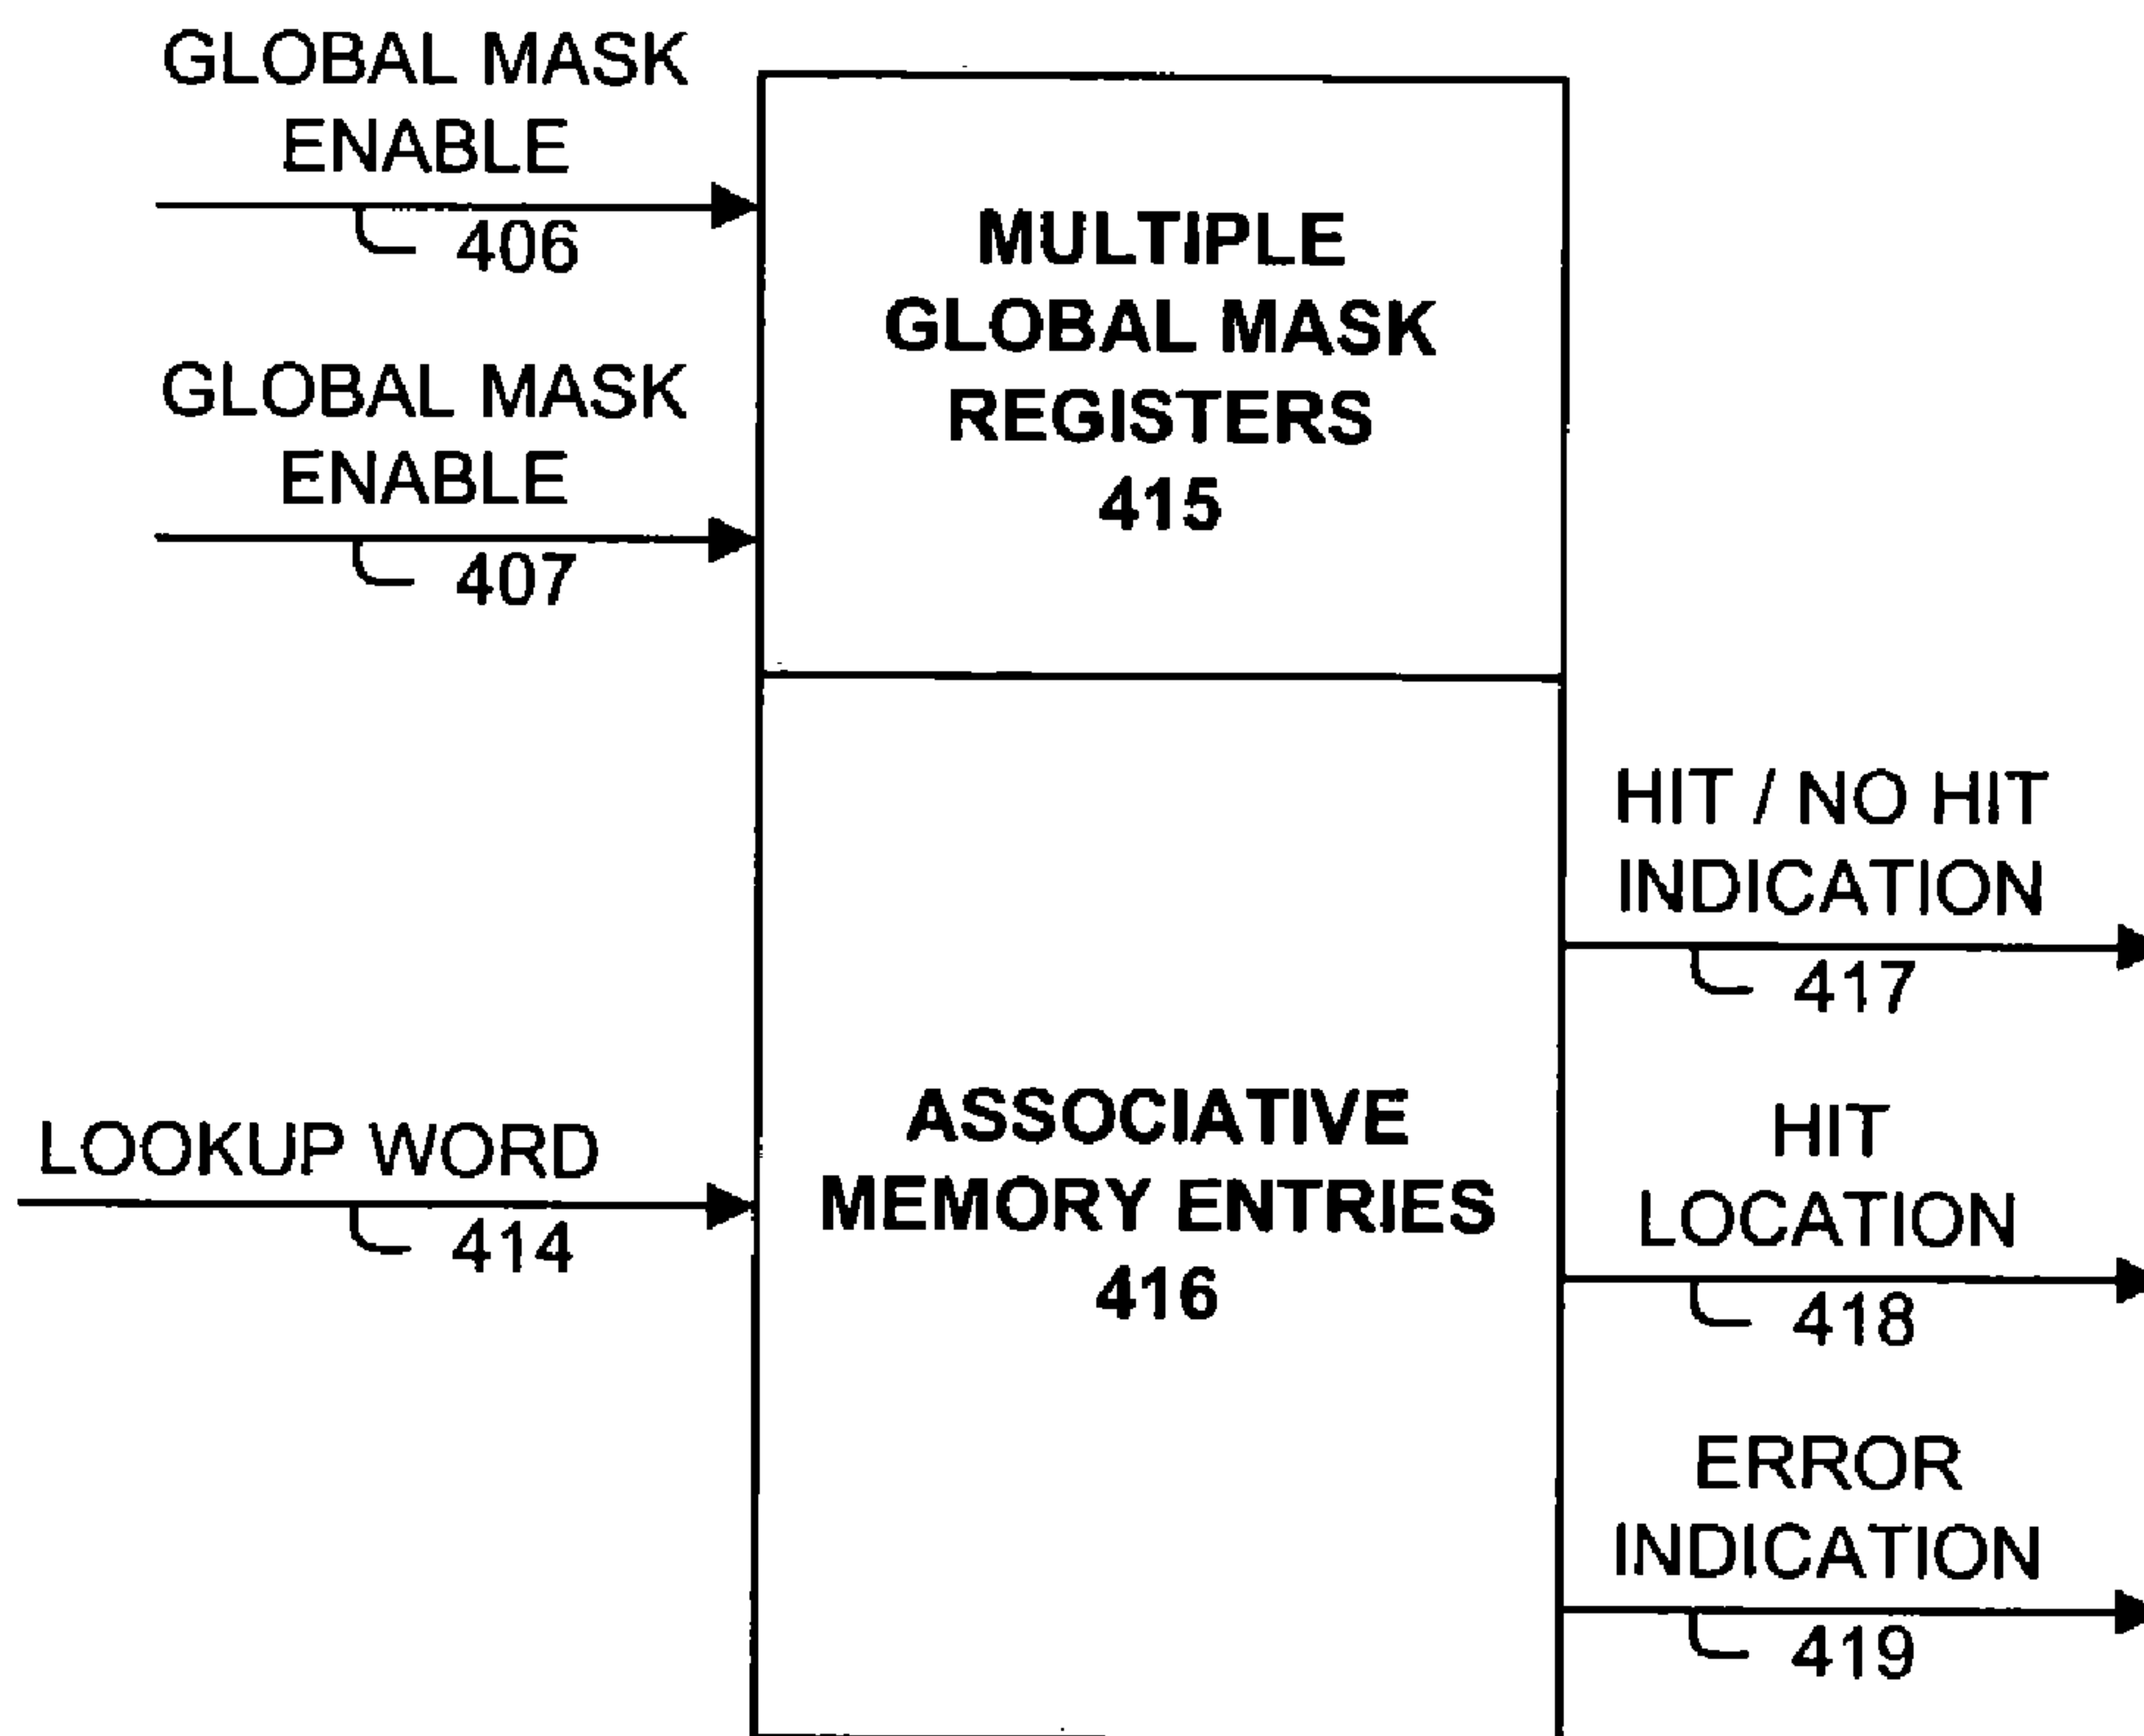 GLOBAL MASK
ENABLE
406
GLOBAL MASK
ENABLE
407
MULTIPLE
GLOBAL MASK
REGISTERS
415
LOOKUP WORD
414
ASSOCIATIVE
MEMORY ENTRIES
416
HIT / NO HIT
INDICATION
417
HIT
LOCATION
418
ERROR
INDICATION
419